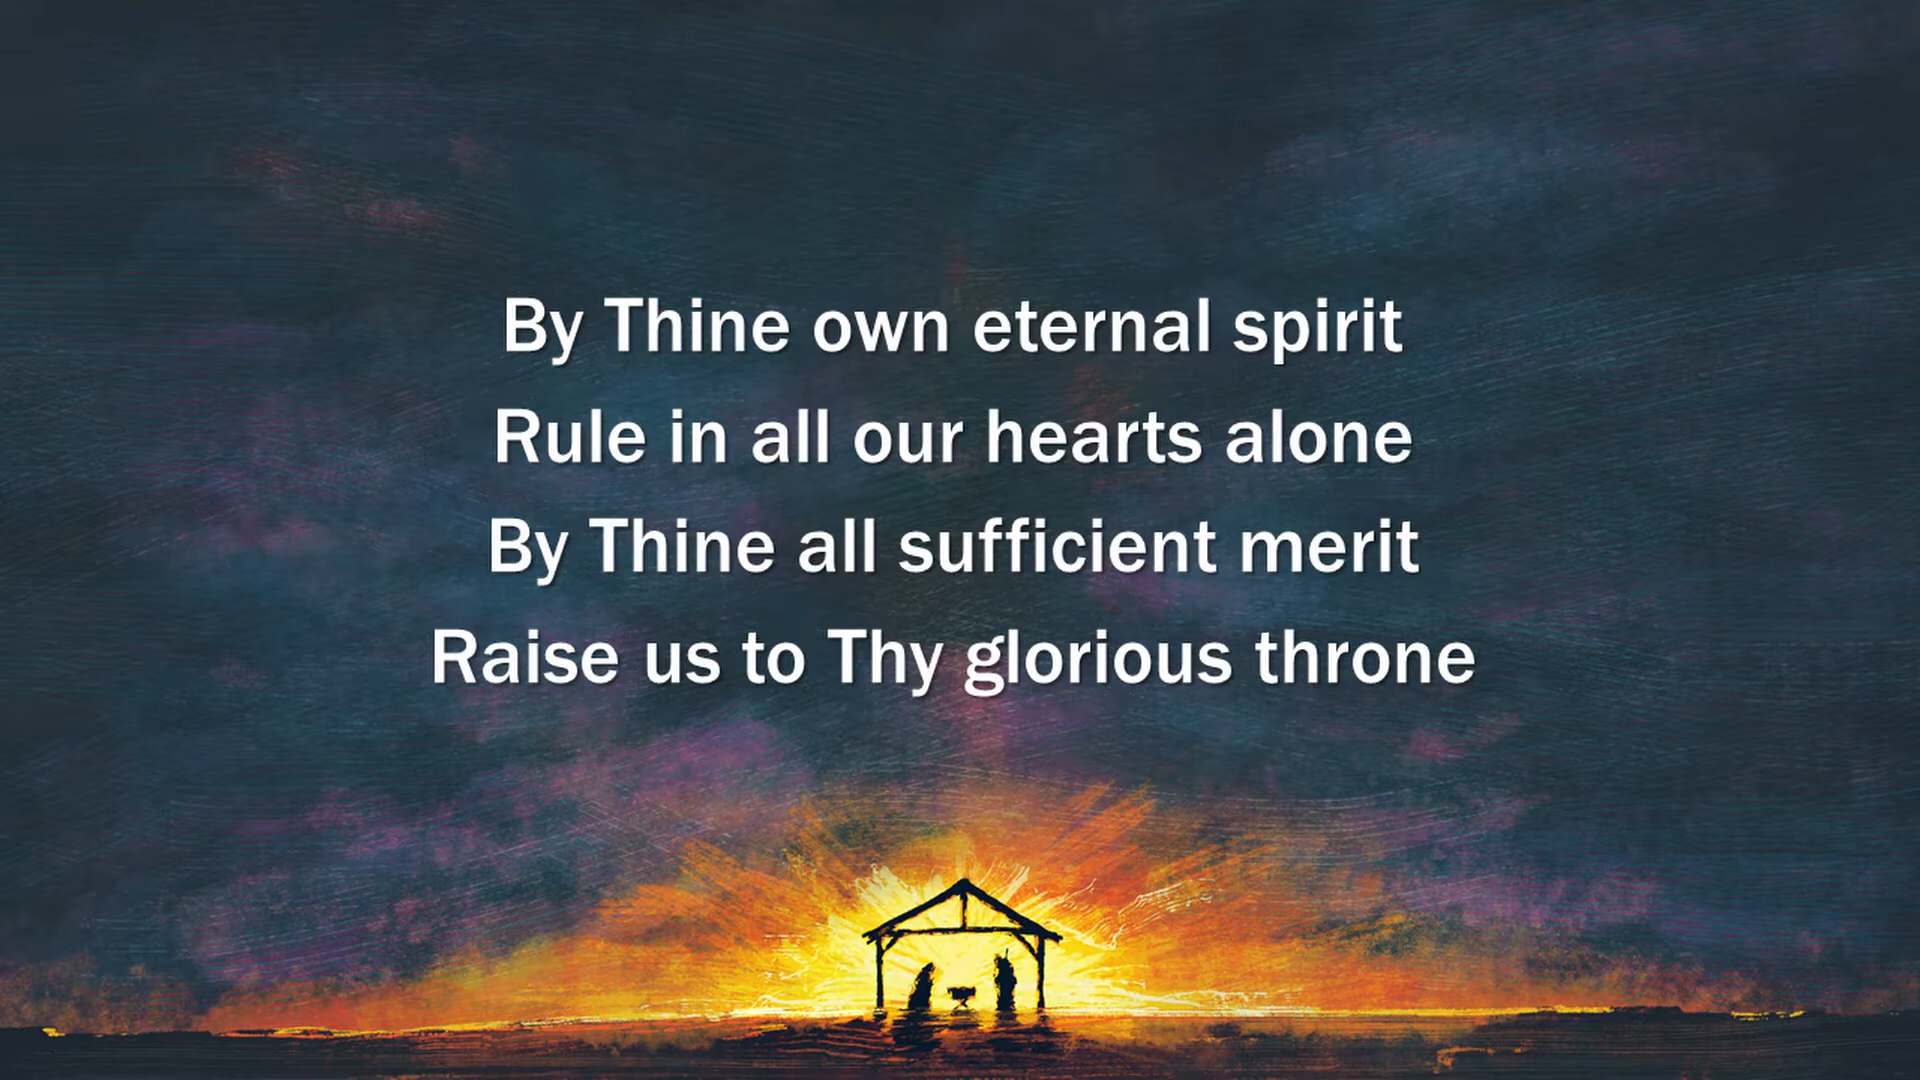 By Thine own eternal spirit
Rule in all our hearts alone
By Thine all sufficient merit
Raise us to Thy glorious throne